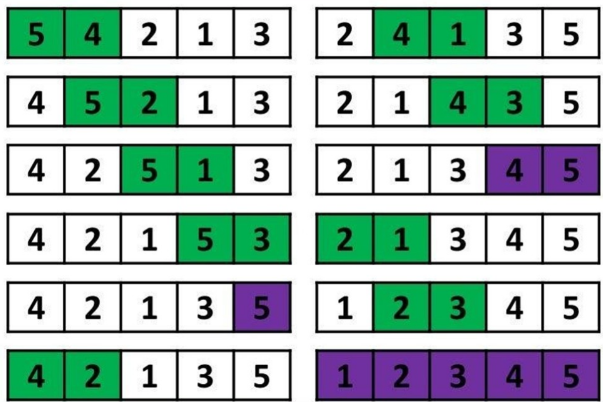 5 4 2 1 3
4 5 2 1 3
4 2 5 1 3
4 2 1 5 3
4 2 1 3 5
4 2 1 3 5
2 4 1 3 5
2 1 4 3 5
2 1 3 4 5
2 1 3 4 5
1 2 3 4 5
1 2 3 4 5